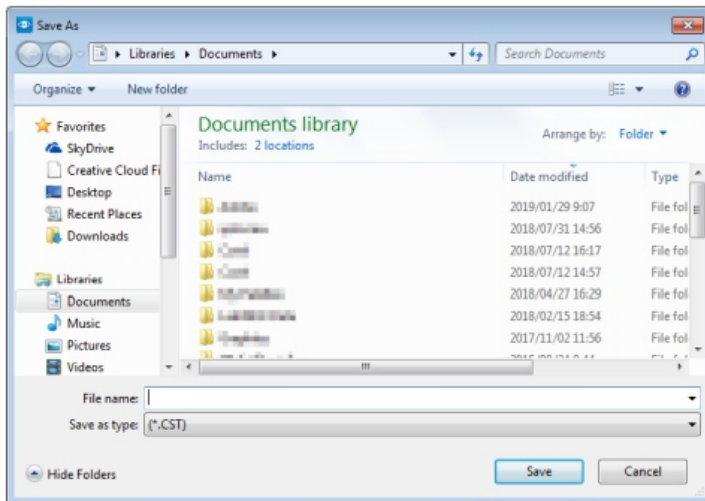 Save As
Libraries Documents
Search Documents
Organize New folder
Favorites
SkyDrive
Creative Cloud Fi
Desktop
Recent Places
Downloads
Libraries
Documents
Music
Pictures
Videos
Documents library
Includes: 2 locations
Arrange by: Folder
Name Date modified Type
2019/01/29 9:07 File fol
2018/07/31 14:56 File fol
2018/07/12 16:17 File fol
2018/07/12 14:57 File fol
2018/04/27 16:29 File fol
2018/02/15 18:54 File fol
2017/11/02 11:56 File fol
File name:
Save as type: (*.CST)
Hide Folders Save Cancel